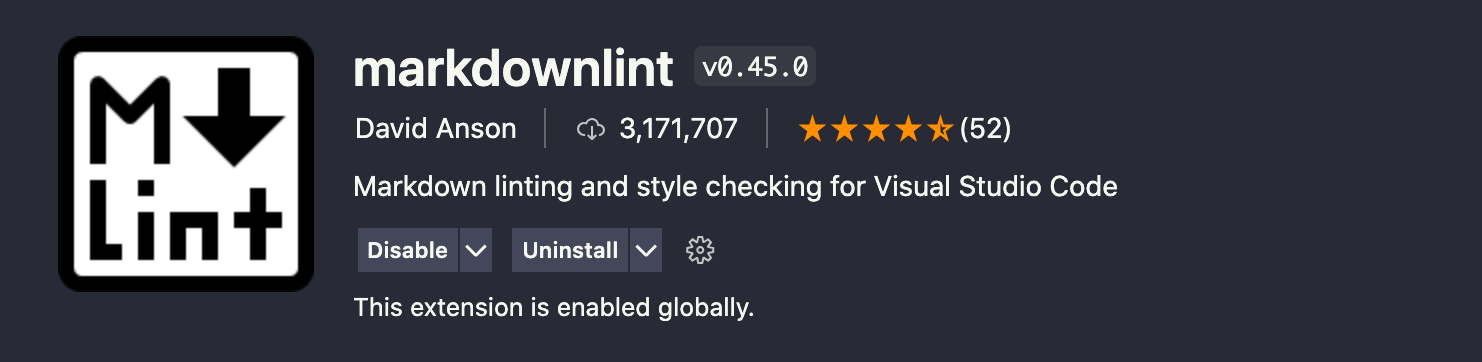 M
Lint
markdownlint v0.45.0
David Anson 3,171,707 (52)
Markdown linting and style checking for Visual Studio Code
Disable Uninstall
This extension is enabled globally.